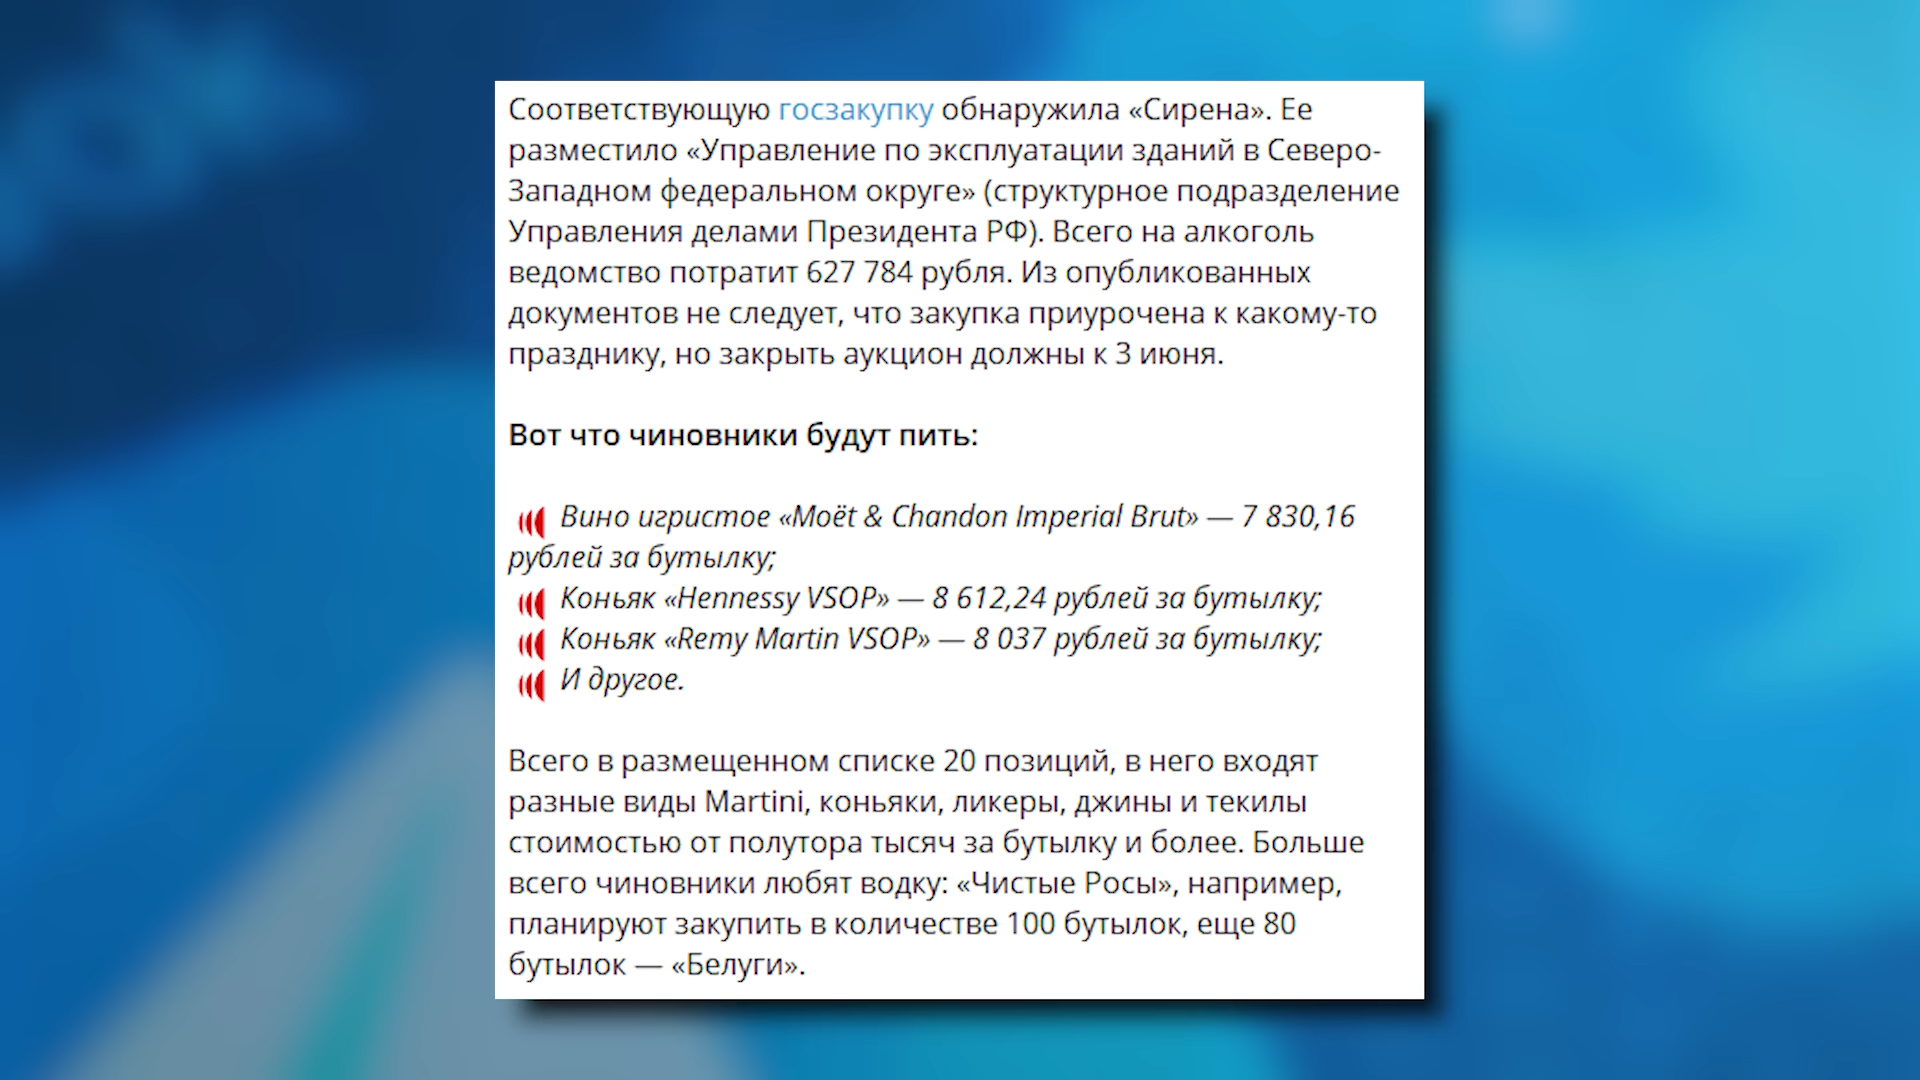 Соответствующую госзакупку обнаружила «Сирена». Ее
разместило «Управление по эксплуатации зданий в Северо-
Западном федеральном округе» (структурное подразделение
Управления делами Президента РФ). Всего на алкоголь
ведомство потратит 627 784 рубля. Из опубликованных
документов не следует, что закупка приурочена к какому-то
празднику, но закрыть аукцион должны к 3 июня.
Вот что чиновники будут пить:
Вино игристое «Moët & Chandon Imperial Brut» — 7 830,16
рублей за бутылку;
Коньяк «Hennessy VSOP» — 8 612,24 рублей за бутылку;
Коньяк «Remy Martin VSOP» — 8 037 рублей за бутылку;
И другое.
Всего в размещенном списке 20 позиций, в него входят
разные виды Martini, коньяки, ликеры, джины и текилы
стоимостью от полутора тысяч за бутылку и более. Больше
всего чиновники любят водку: «Чистые Росы», например,
планируют закупить в количестве 100 бутылок, еще 80
бутылок — «Белуги».